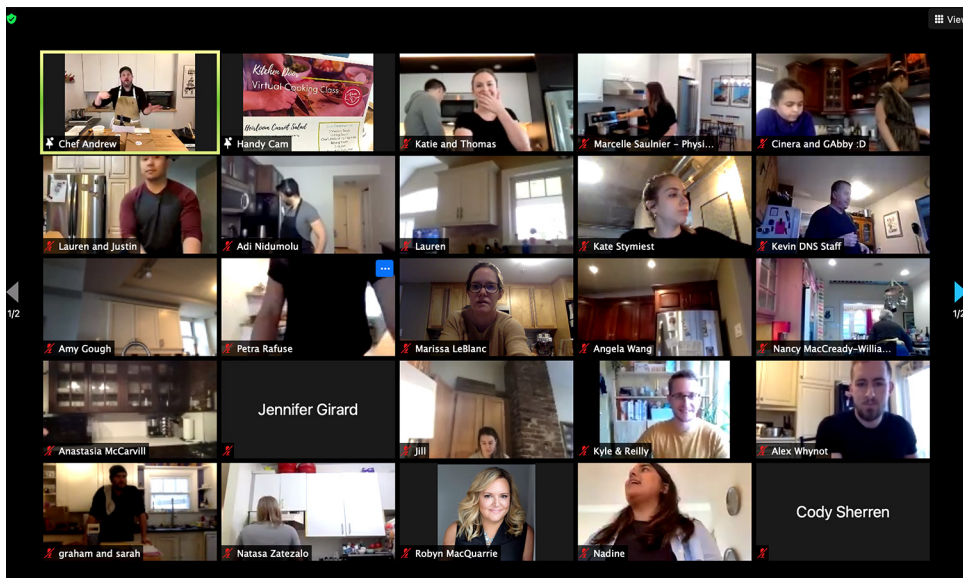 View
Kitchen Door
Virtual Cooking Class
Heirloom Carrot Salad
Chef Andrew
Handy Cam
Katie and Thomas
Marcelle Saulnier – Physi...
Cinera and GAbby :D
Lauren and Justin
Adi Nidumolu
Lauren
Kate Stymiest
Kevin DNS Staff
Amy Gough
Petra Rafuse
Marissa LeBlanc
Angela Wang
Nancy MacCready-Willia...
1/2
1/2
Anastasia McCarvill
Jennifer Girard
Jill
Kyle & Reilly
Alex Whynot
graham and sarah
Natasa Zatezalo
Robyn MacQuarrie
Nadine
Cody Sherren